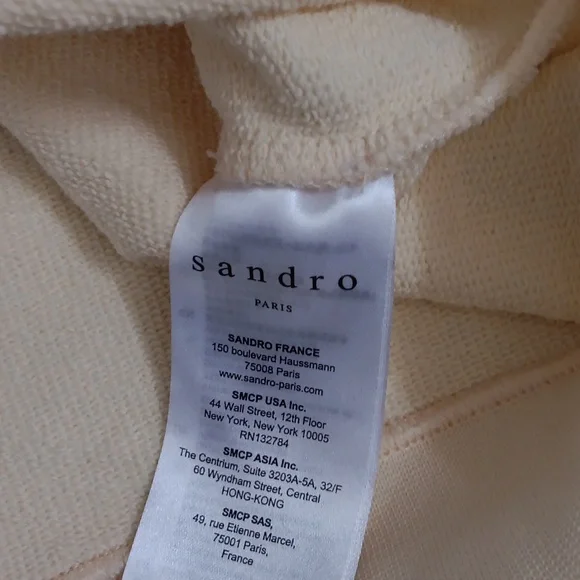 sandro
PARIS
SANDRO FRANCE
150 boulevard Haussmann
75008 Paris
www.sandro-paris.com
SMCP USA Inc.
44 Wall Street, 12th Floor
New York, New York 10005
RN132784
SMCP ASIA Inc.
The Centrium, Suite 3203A-5A, 32/F
60 Wyndham Street, Central
HONG-KONG
SMCP SAS,
49, rue Etienne Marcel,
75001 Paris,
France